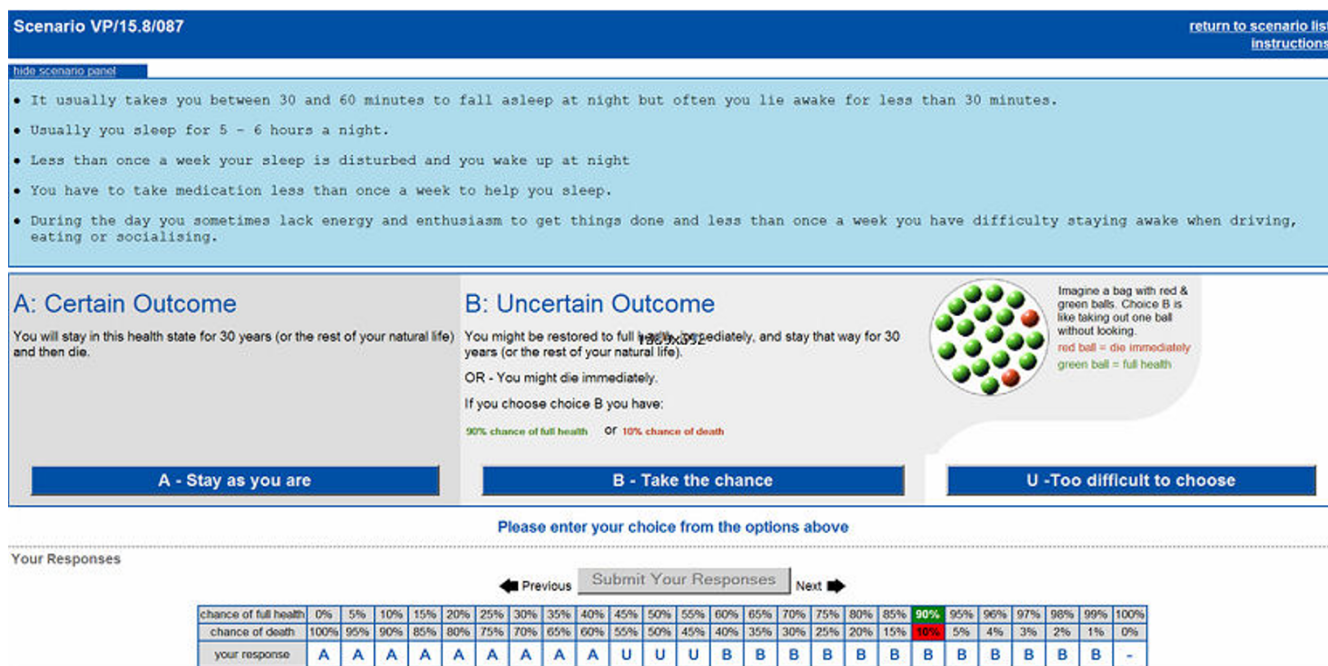 Scenario VP/15.8/087
return to scenario list
instructions
hide scenario panel
• It usually takes you between 30 and 60 minutes to fall asleep at night but often you lie awake for less than 30 minutes.
• Usually you sleep for 5 - 6 hours a night.
• Less than once a week your sleep is disturbed and you wake up at night
• You have to take medication less than once a week to help you sleep.
• During the day you sometimes lack energy and enthusiasm to get things done and less than once a week you have difficulty staying awake when driving,
eating or socialising.
A: Certain Outcome
You will stay in this health state for 30 years (or the rest of your natural life)
and then die.
A - Stay as you are
B: Uncertain Outcome
You might be restored to full health immediately, and stay that way for 30
years (or the rest of your natural life).
OR - You might die immediately.
If you choose choice B you have:
90% chance of full health or 10% chance of death
B - Take the chance
Imagine a bag with red &
green balls. Choice B is
like taking out one ball
without looking.
red ball = die immediately
green ball = full health
U -Too difficult to choose
Please enter your choice from the options above
Your Responses
Previous Submit Your Responses Next
chance of full health 0% 5% 10% 15% 20% 25% 30% 35% 40% 45% 50% 55% 60% 65% 70% 75% 80% 85% 90% 95% 96% 97% 98% 99% 100%
chance of death 100% 95% 90% 85% 80% 75% 70% 65% 60% 55% 50% 45% 40% 35% 30% 25% 20% 15% 10% 5% 4% 3% 2% 1% 0%
your response A A A A A A A A A U U U B B B B B B B B B B B B -